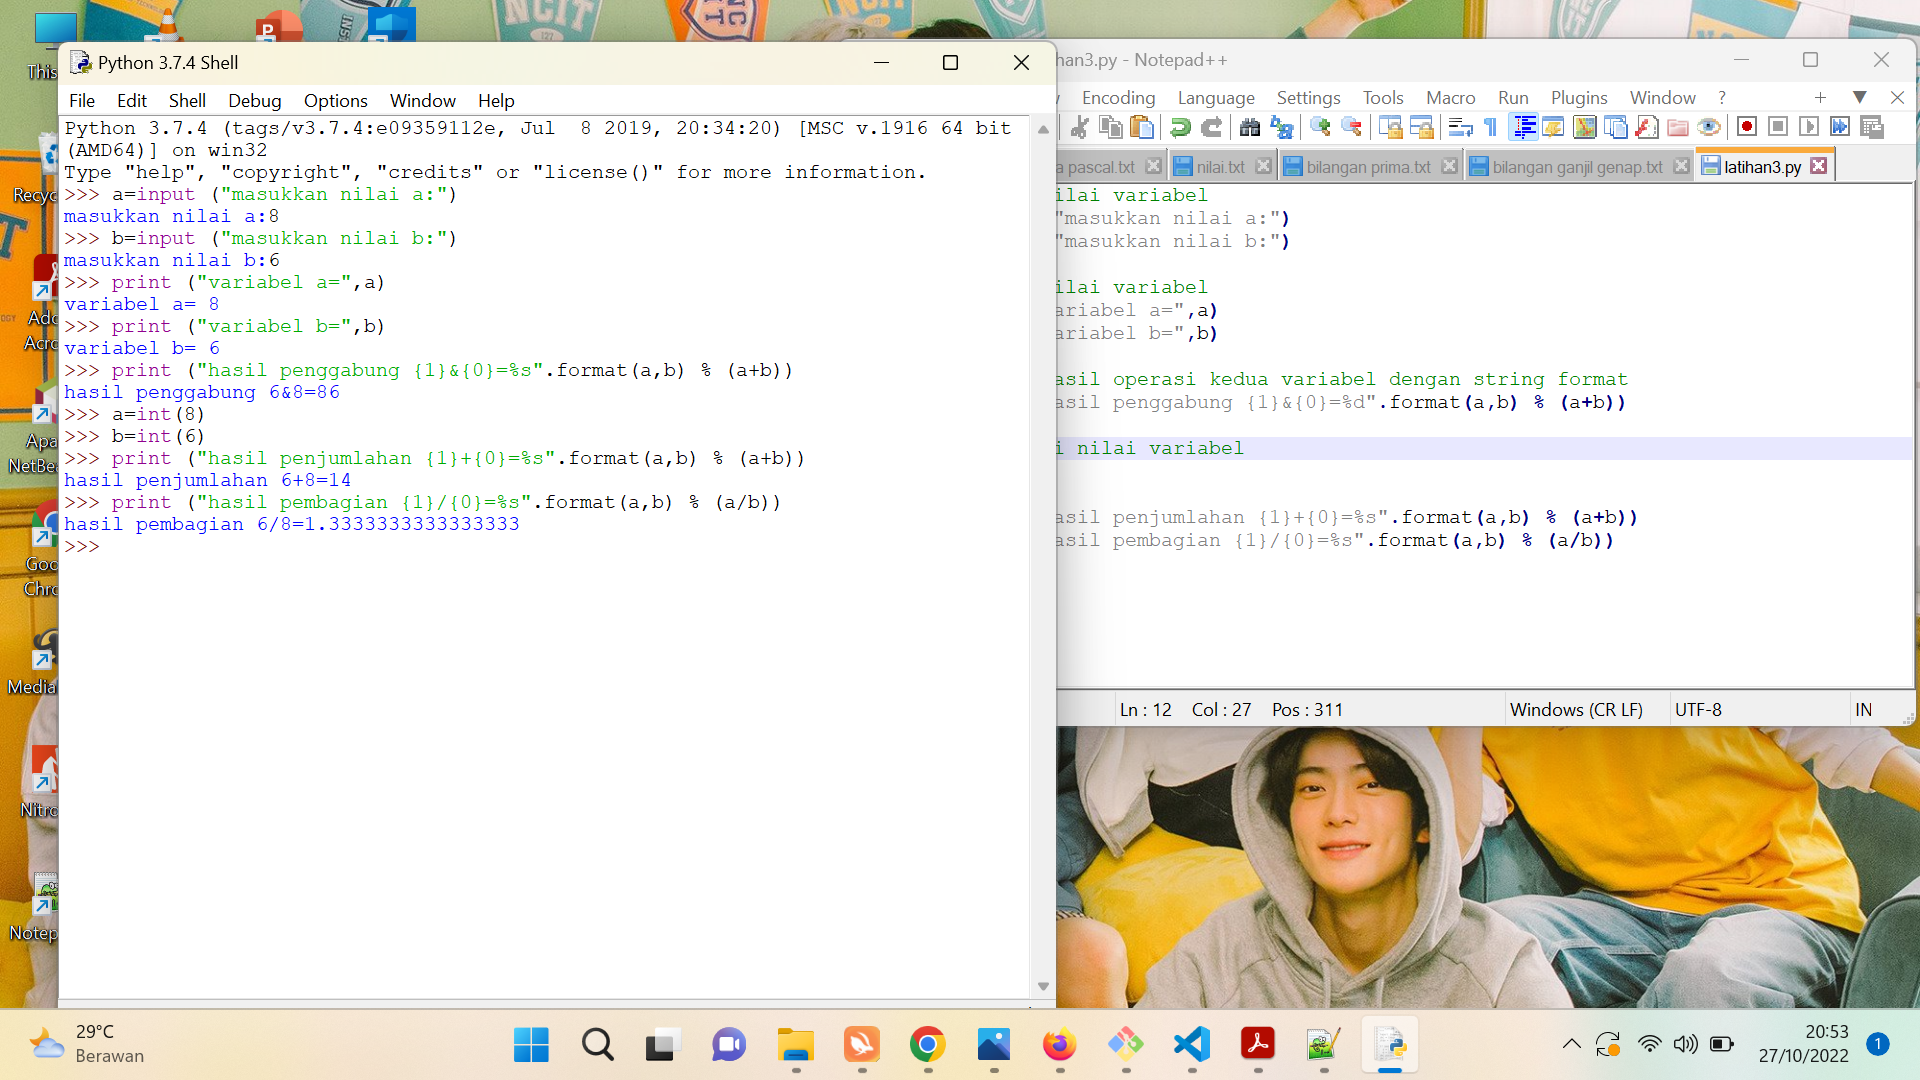 NCIT
127
This
Recyc
Ado
Acro
Apa
NetBea
Goo
Chro
Media
Nitro
Notep
Python 3.7.4 Shell
File Edit Shell Debug Options Window Help
Python 3.7.4 (tags/v3.7.4:e09359112e, Jul  8 2019, 20:34:20) [MSC v.1916 64 bit
(AMD64)] on win32
Type "help", "copyright", "credits" or "license()" for more information.
>>> a=input ("masukkan nilai a:")
masukkan nilai a:8
>>> b=input ("masukkan nilai b:")
masukkan nilai b:6
>>> print ("variabel a=",a)
variabel a= 8
>>> print ("variabel b=",b)
variabel b= 6
>>> print ("hasil penggabung {1}&{0}=%s".format(a,b) % (a+b))
hasil penggabung 6&8=86
>>> a=int(8)
>>> b=int(6)
>>> print ("hasil penjumlahan {1}+{0}=%s".format(a,b) % (a+b))
hasil penjumlahan 6+8=14
>>> print ("hasil pembagian {1}/{0}=%s".format(a,b) % (a/b))
hasil pembagian 6/8=1.3333333333333333
>>>
han3.py - Notepad++
Encoding Language Settings Tools Macro Run Plugins Window ?
a pascal.txt nilai.txt bilangan prima.txt bilangan ganjil genap.txt latihan3.py
ilai variabel
"masukkan nilai a:")
"masukkan nilai b:")
ilai variabel
ariabel a=",a)
ariabel b=",b)
asil operasi kedua variabel dengan string format
asil penggabung {1}&{0}=%d".format(a,b) % (a+b))
i nilai variabel
asil penjumlahan {1}+{0}=%s".format(a,b) % (a+b))
asil pembagian {1}/{0}=%s".format(a,b) % (a/b))
Ln : 12 Col : 27 Pos : 311 Windows (CR LF) UTF-8 IN
29°C
Berawan
20:53
27/10/2022
1